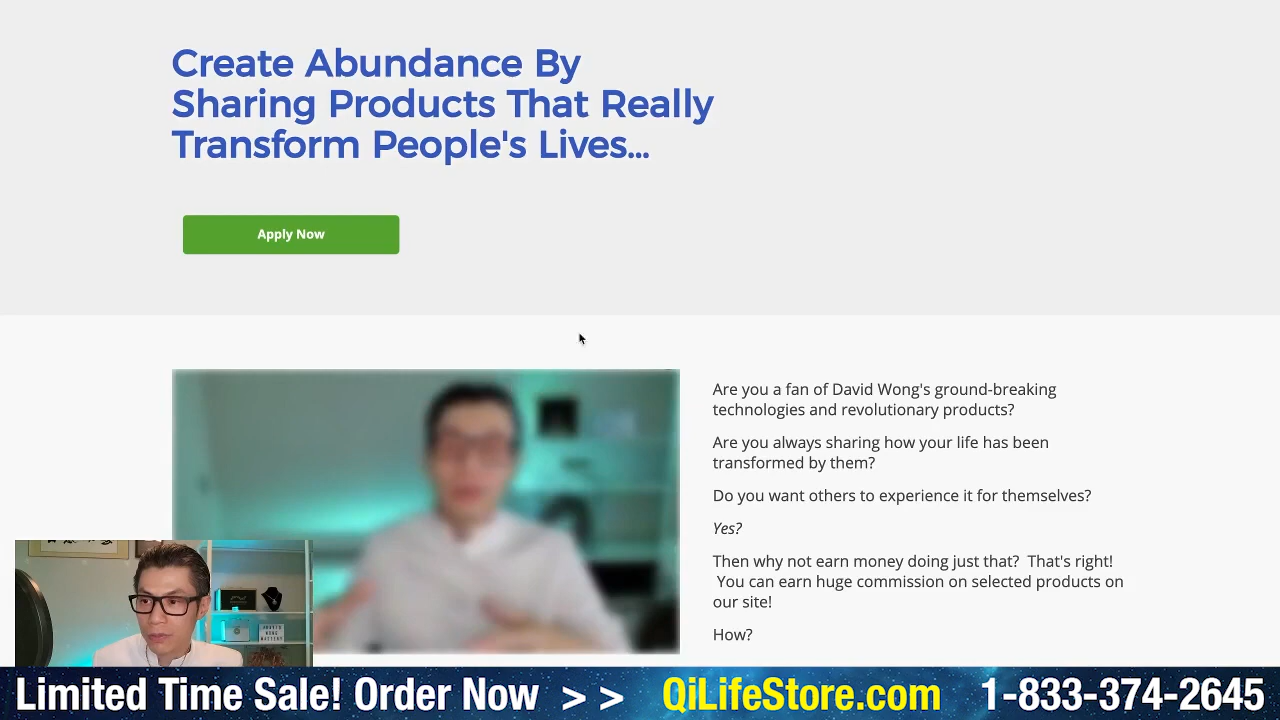 Create Abundance By
Sharing Products That Really
Transform People's Lives...
Apply Now
Are you a fan of David Wong's ground-breaking
technologies and revolutionary products?
Are you always sharing how your life has been
transformed by them?
Do you want others to experience it for themselves?
Yes?
Then why not earn money doing just that?  That's right!
You can earn huge commission on selected products on
our site!
How?
Limited Time Sale! Order Now > > QiLifeStore.com 1-833-374-2645